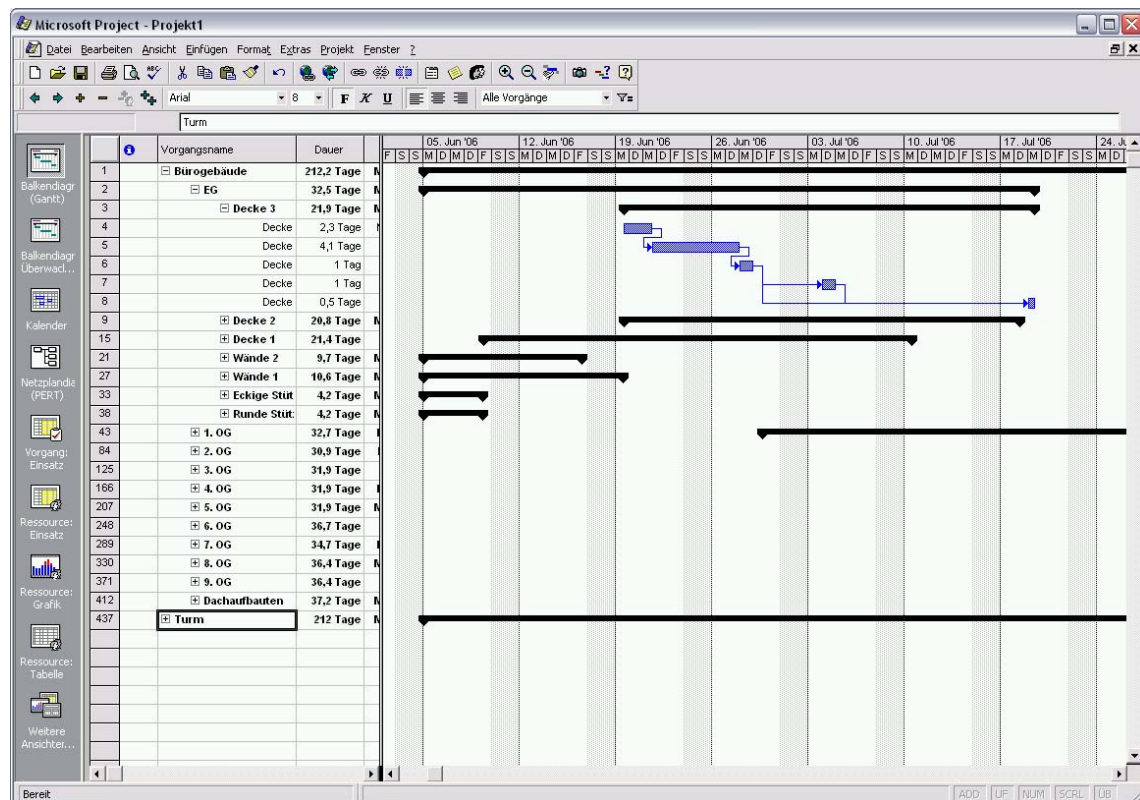 Microsoft Project - Projekt1
Datei Bearbeiten Ansicht Einfügen Format Extras Projekt Fenster ?
Arial 8 F K U Alle Vorgänge
Turm
Vorgangsname Dauer
05. Jun '06 12. Jun '06 19. Jun '06 26. Jun '06 03. Jul '06 10. Jul '06 17. Jul '06 24. Ju
F S S M D M D F S S M D M D F S S M D M D F S S M D M D F S S M D M D F S S M D M D F S S M D M D F S S M D
1 Bürogebäude 212,2 Tage M
2 EG 32,5 Tage M
3 Decke 3 21,9 Tage M
4 Decke 2,3 Tage
5 Decke 4,1 Tage
6 Decke 1 Tag
7 Decke 1 Tag
8 Decke 0,5 Tage
9 Decke 2 20,8 Tage M
15 Decke 1 21,4 Tage
21 Wände 2 9,7 Tage M
27 Wände 1 10,6 Tage M
33 Eckige Stüt 4,2 Tage M
38 Runde Stüt: 4,2 Tage M
43 1. OG 32,7 Tage
84 2. OG 30,9 Tage
125 3. OG 31,9 Tage
166 4. OG 31,9 Tage
207 5. OG 31,9 Tage M
248 6. OG 36,7 Tage
289 7. OG 34,7 Tage
330 8. OG 36,4 Tage M
371 9. OG 36,4 Tage
412 Dachaufbauten 37,2 Tage M
437 Turm 212 Tage M
Balkendiagr
(Gantt)
Balkendiagr
Überwacl...
Kalender
Netzplandia
(PERT)
Vorgang:
Einsatz
Ressource:
Einsatz
Ressource:
Grafik
Ressource:
Tabelle
Weitere
Ansichter...
Bereit
ADD UF NUM SCRL ÜB